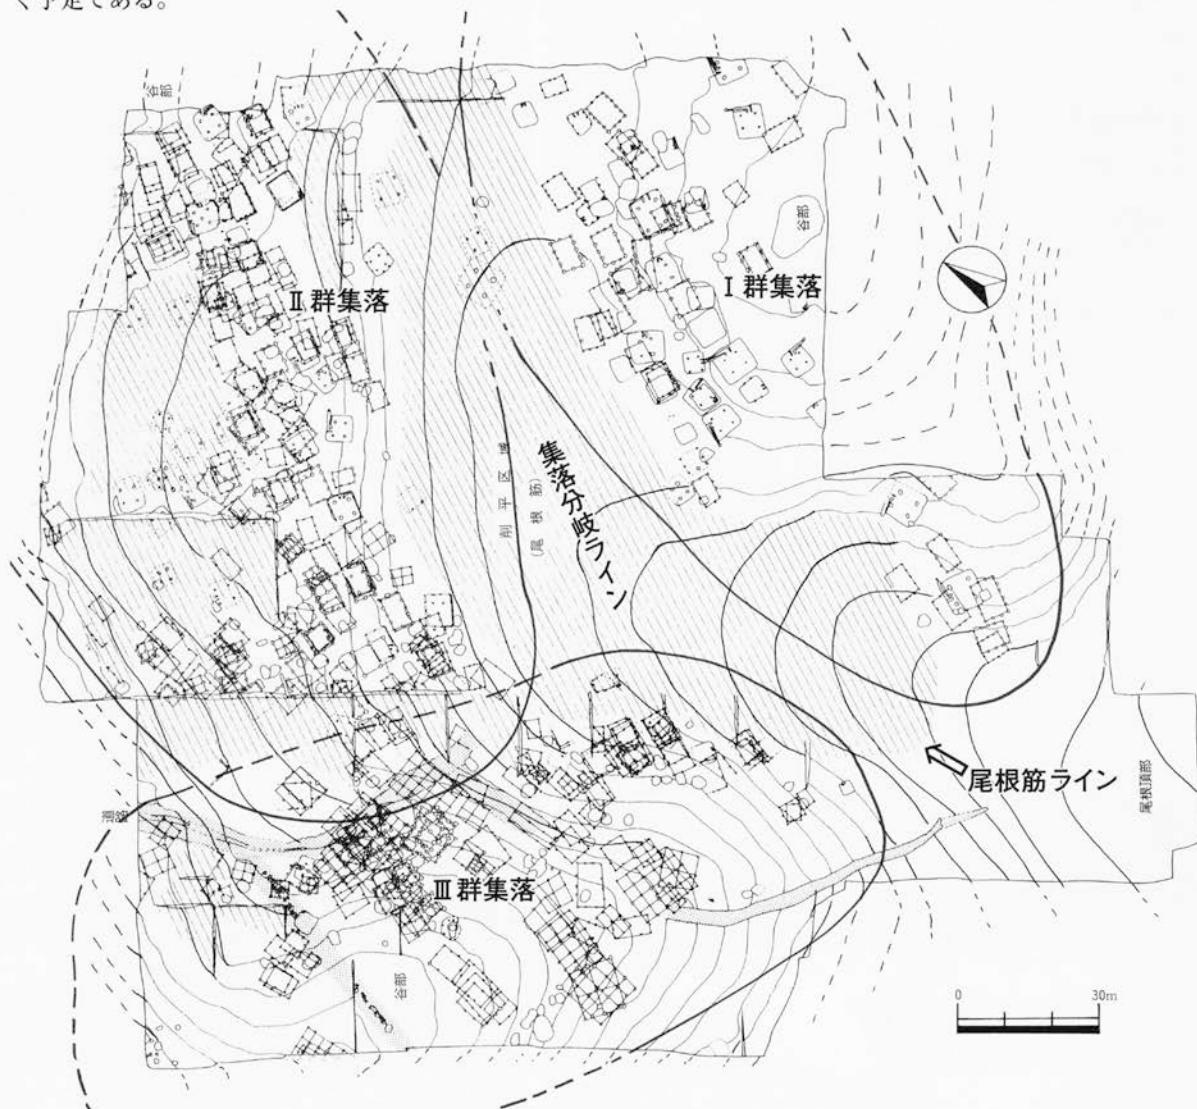 く予定である。
谷部
谷部
Ⅱ群集落
Ⅰ群集落
削平区域
(尾根筋)
集落分岐ライン
尾根筋ライン
尾根頂部
道路
Ⅲ群集落
谷部
0 30m